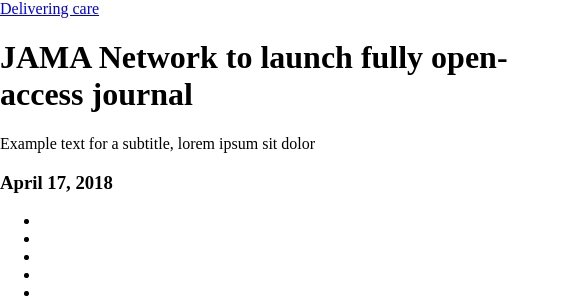 Delivering care
JAMA Network to launch fully open-
access journal
Example text for a subtitle, lorem ipsum sit dolor
April 17, 2018